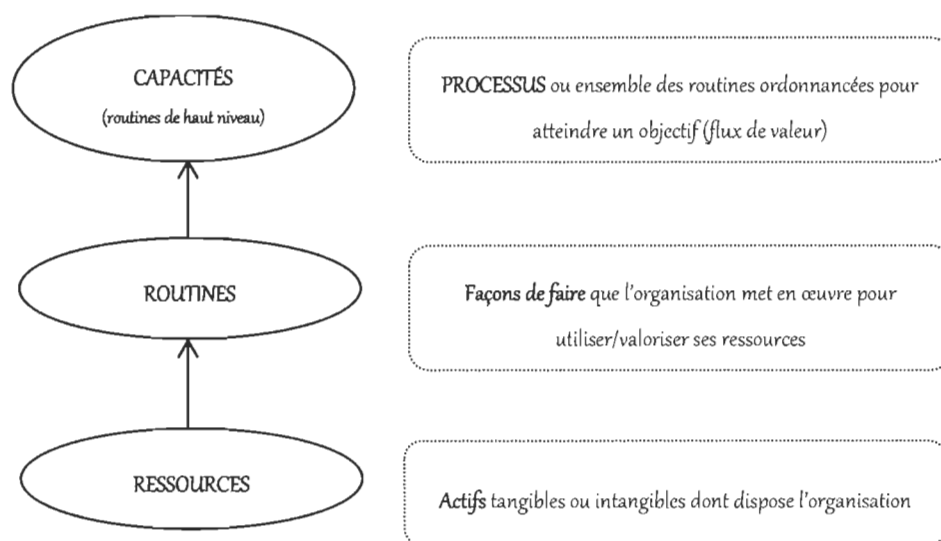 CAPACITÉS
(routines de haut niveau)
PROCESSUS ou ensemble des routines ordonnancées pour
atteindre un objectif (flux de valeur)
ROUTINES
Façons de faire que l'organisation met en œuvre pour
utiliser/valoriser ses ressources
RESSOURCES
Actifs tangibles ou intangibles dont dispose l'organisation